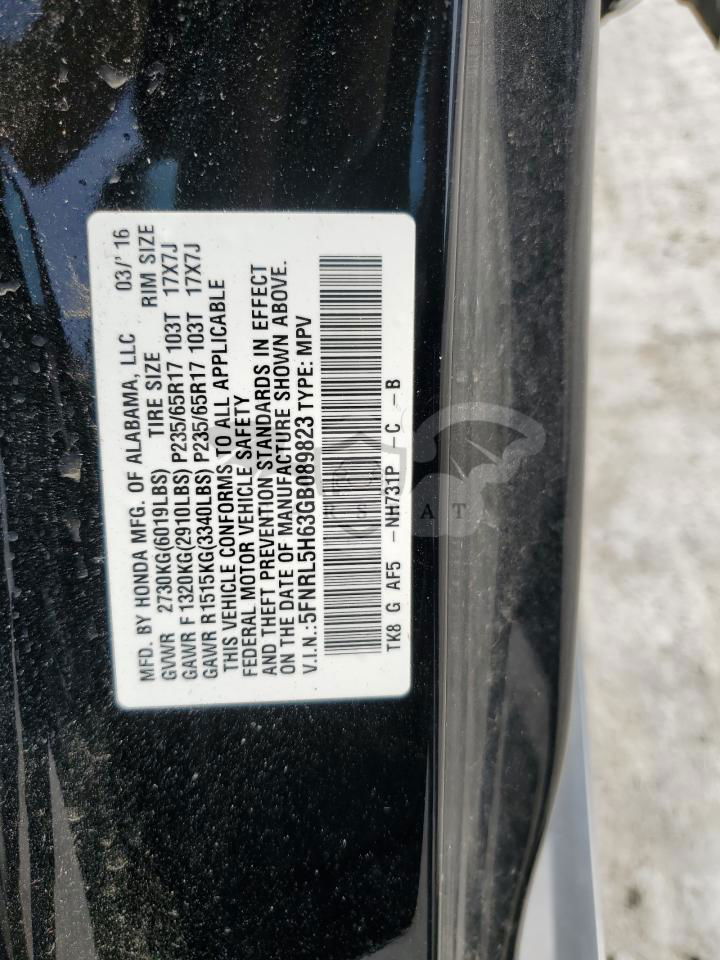 MFD. BY HONDA MFG. OF ALABAMA, LLC 03/'16
GVWR 2730KG(6019LBS) TIRE SIZE RIM SIZE
GAWR F 1320KG(2910LBS) P235/65R17 103T 17X7J
GAWR R1515KG(3340LBS) P235/65R17 103T 17X7J
THIS VEHICLE CONFORMS TO ALL APPLICABLE
FEDERAL MOTOR VEHICLE SAFETY
AND THEFT PREVENTION STANDARDS IN EFFECT
ON THE DATE OF MANUFACTURE SHOWN ABOVE.
V.I.N.:5FNRL5H63GB089823 TYPE: MPV
TK8 G AF5 -NH731P -C -B